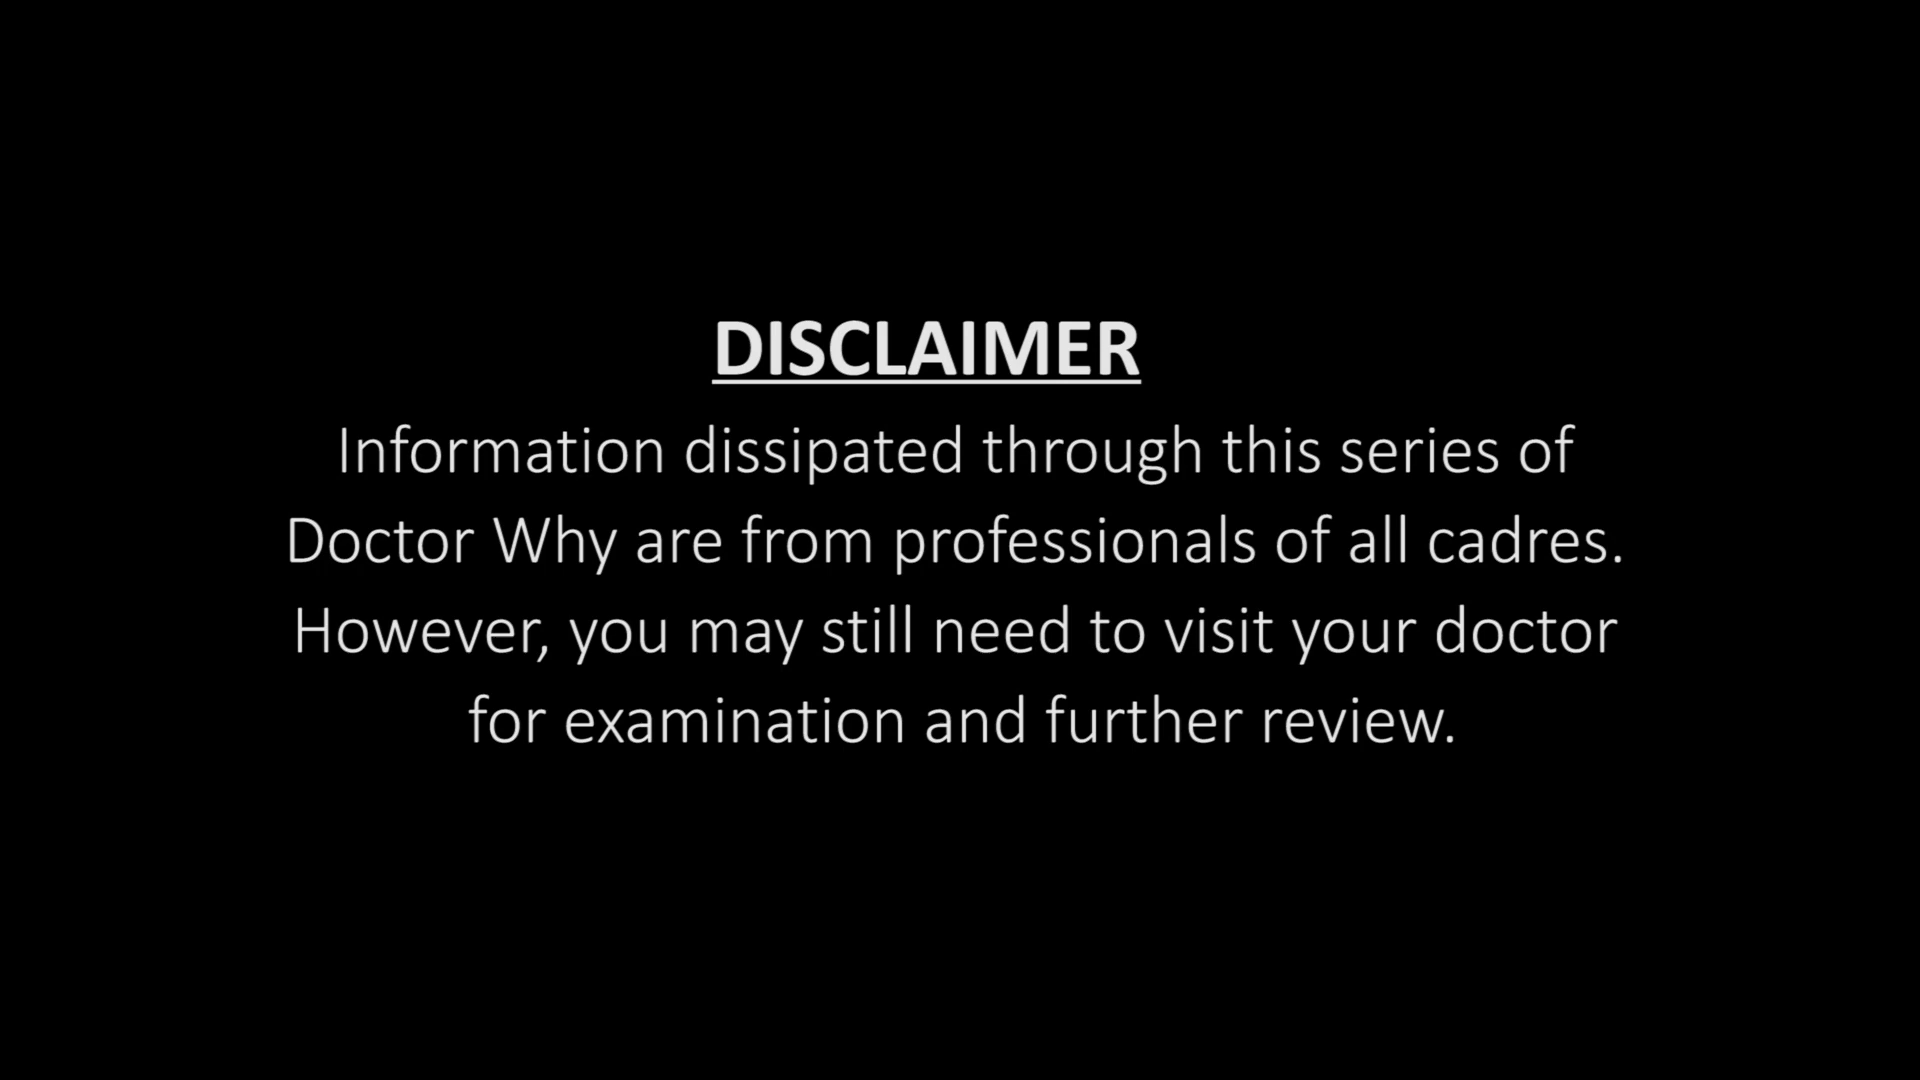 DISCLAIMER
Information dissipated through this series of
Doctor Why are from professionals of all cadres.
However, you may still need to visit your doctor
for examination and further review.